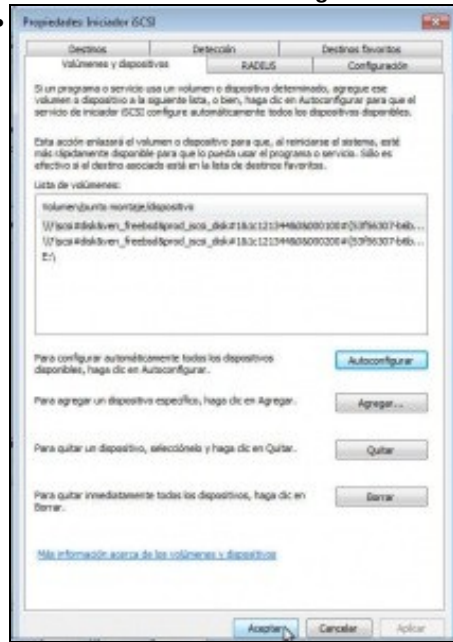 Propiedades: Iniciador iSCSI
Destinos Detección Destinos favoritos
Volúmenes y dispositivos RADIUS Configuración
Si un programa o servicio usa un volumen o dispositivo determinado, agregue ese
volumen o dispositivo a la siguiente lista, o bien, haga clic en Autoconfigurar para que el
servicio de iniciador iSCSI configure automáticamente todos los dispositivos disponibles.
Esta acción enlazará el volumen o dispositivo para que, al reiniciarse el sistema, esté
más rápidamente disponible para que lo pueda usar el programa o servicio. Sólo es
efectivo si el destino asociado está en la lista de destinos favoritos.
Lista de volúmenes:
Volumen/punto montaje/dispositivo
E:\
Para configurar automáticamente todos los dispositivos
disponibles, haga clic en Autoconfigurar.
Autoconfigurar
Para agregar un dispositivo específico, haga clic en Agregar.
Agregar...
Para quitar un dispositivo, selecciónelo y haga clic en Quitar.
Quitar
Para quitar inmediatamente todos los dispositivos, haga clic en
Borrar.
Borrar
Más información acerca de los volúmenes y dispositivos
Aceptar Cancelar Aplicar